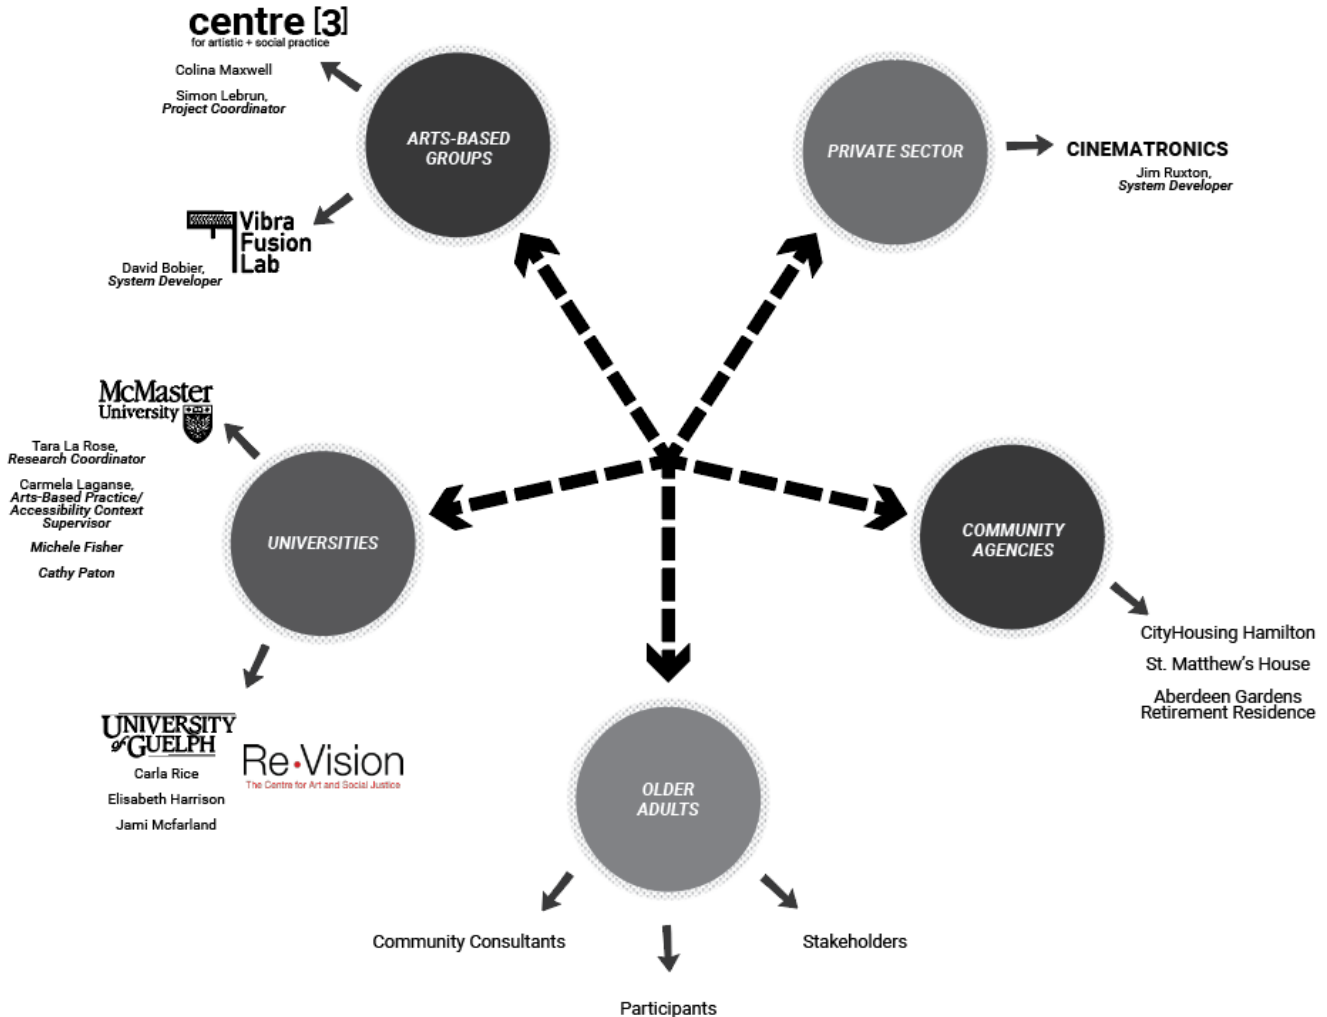 centre [3]
for artistic + social practice
Colina Maxwell
Simon Lebrun,
Project Coordinator
ARTS-BASED
GROUPS
Vibra
Fusion
Lab
David Bobier,
System Developer
PRIVATE SECTOR
CINEMATRONICS
Jim Ruxton,
System Developer
McMaster
University
Tara La Rose,
Research Coordinator
Carmela Laganse,
Arts-Based Practice/
Accessibility Context
Supervisor
Michele Fisher
Cathy Paton
UNIVERSITIES
UNIVERSITY
of GUELPH
Carla Rice
Elisabeth Harrison
Jami Mcfarland
Re•Vision
The Centre for Art and Social Justice
COMMUNITY
AGENCIES
CityHousing Hamilton
St. Matthew's House
Aberdeen Gardens
Retirement Residence
OLDER
ADULTS
Community Consultants
Participants
Stakeholders